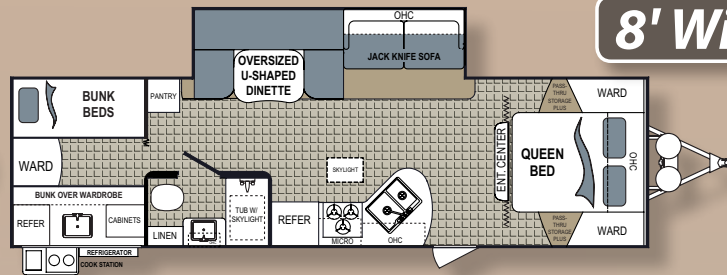 8' Wi
OHC
JACK KNIFE SOFA
OVERSIZED
U-SHAPED
DINETTE
BUNK
BEDS
PANTRY
WARD
BUNK OVER WARDROBE
REFER
CABINETS
REFRIGERATOR
COOK STATION
LINEN
TUB W/
SKYLIGHT
SKYLIGHT
REFER
MICRO
OHC
ENT. CENTER
PASS-
THRU
STORAGE
PLUS
WARD
QUEEN
BED
OHC
PASS-
THRU
STORAGE
PLUS
WARD